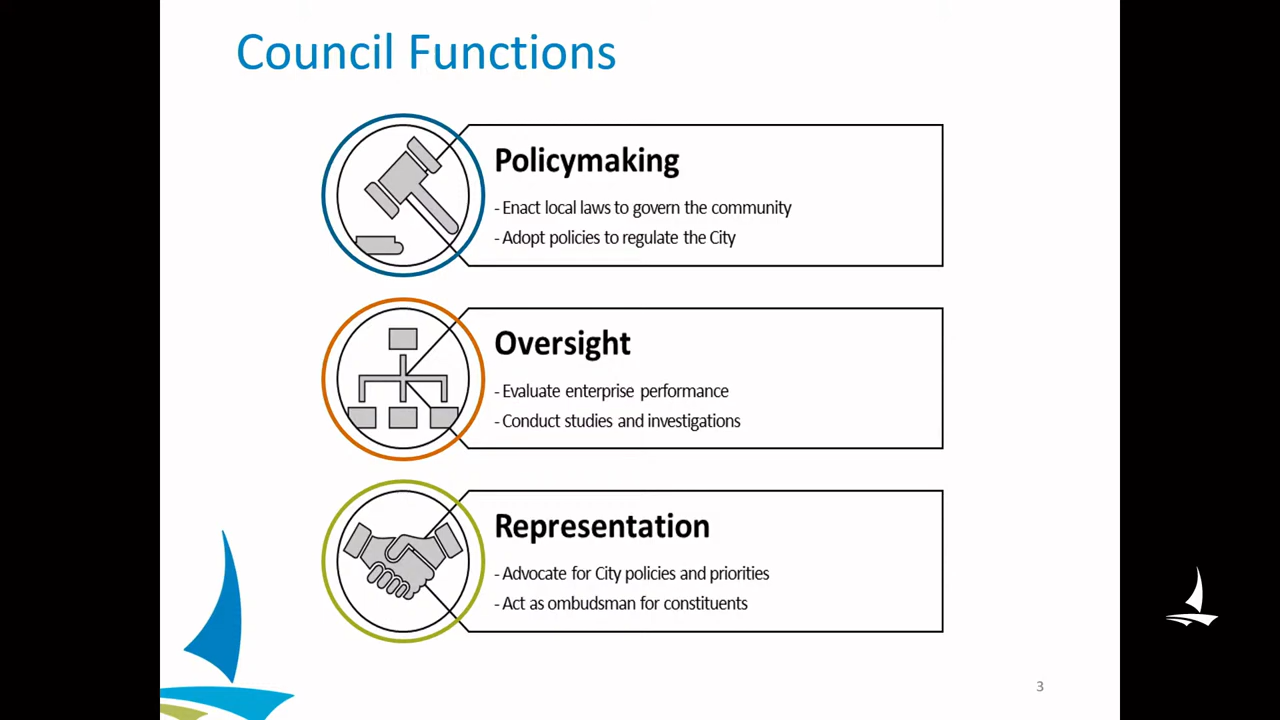 Council Functions
Policymaking
- Enact local laws to govern the community
- Adopt policies to regulate the City
Oversight
- Evaluate enterprise performance
- Conduct studies and investigations
Representation
- Advocate for City policies and priorities
- Act as ombudsman for constituents
3